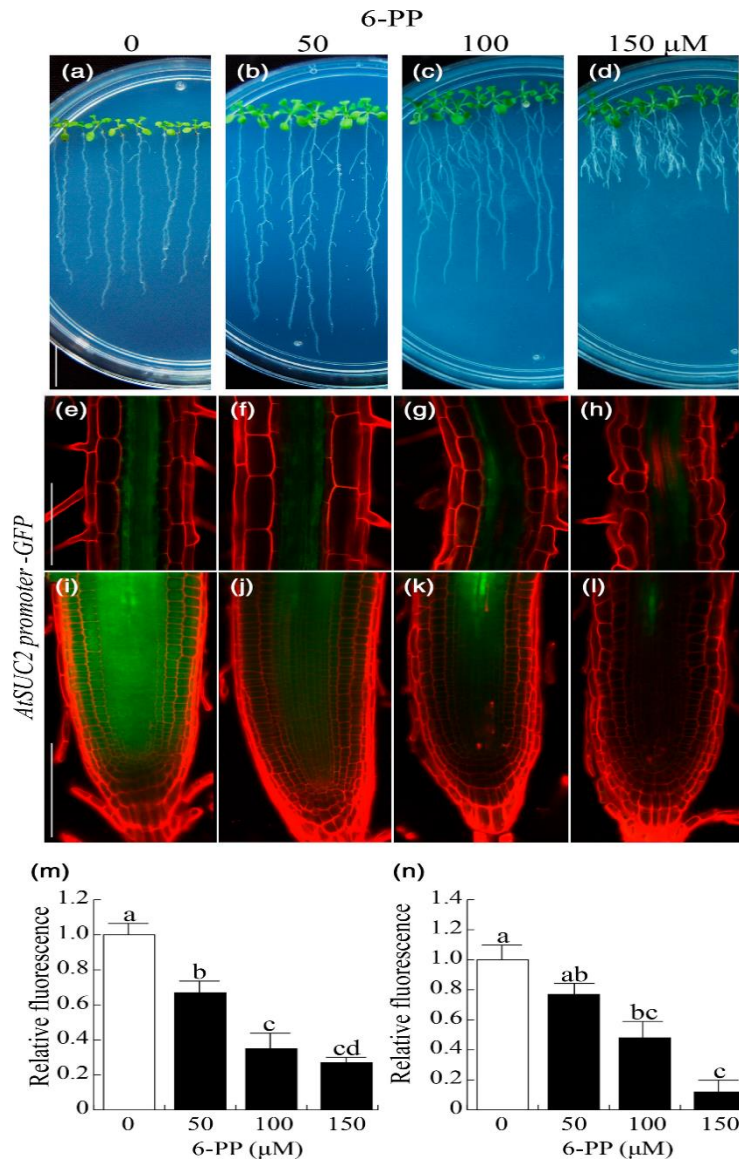 6-PP
0 50 100 150 μM
(a) (b) (c) (d)
(e) (f) (g) (h)
(i) (j) (k) (l)
AtSUC2 promoter -GFP
(m)
Relative fluorescence
1.2
1.0
0.8
0.6
0.4
0.2
0
a
b
c
cd
0 50 100 150
6-PP (μM)
(n)
Relative fluorescence
1.4
1.2
1.0
0.8
0.6
0.4
0.2
0
a
ab
bc
c
0 50 100 150
6-PP (μM)